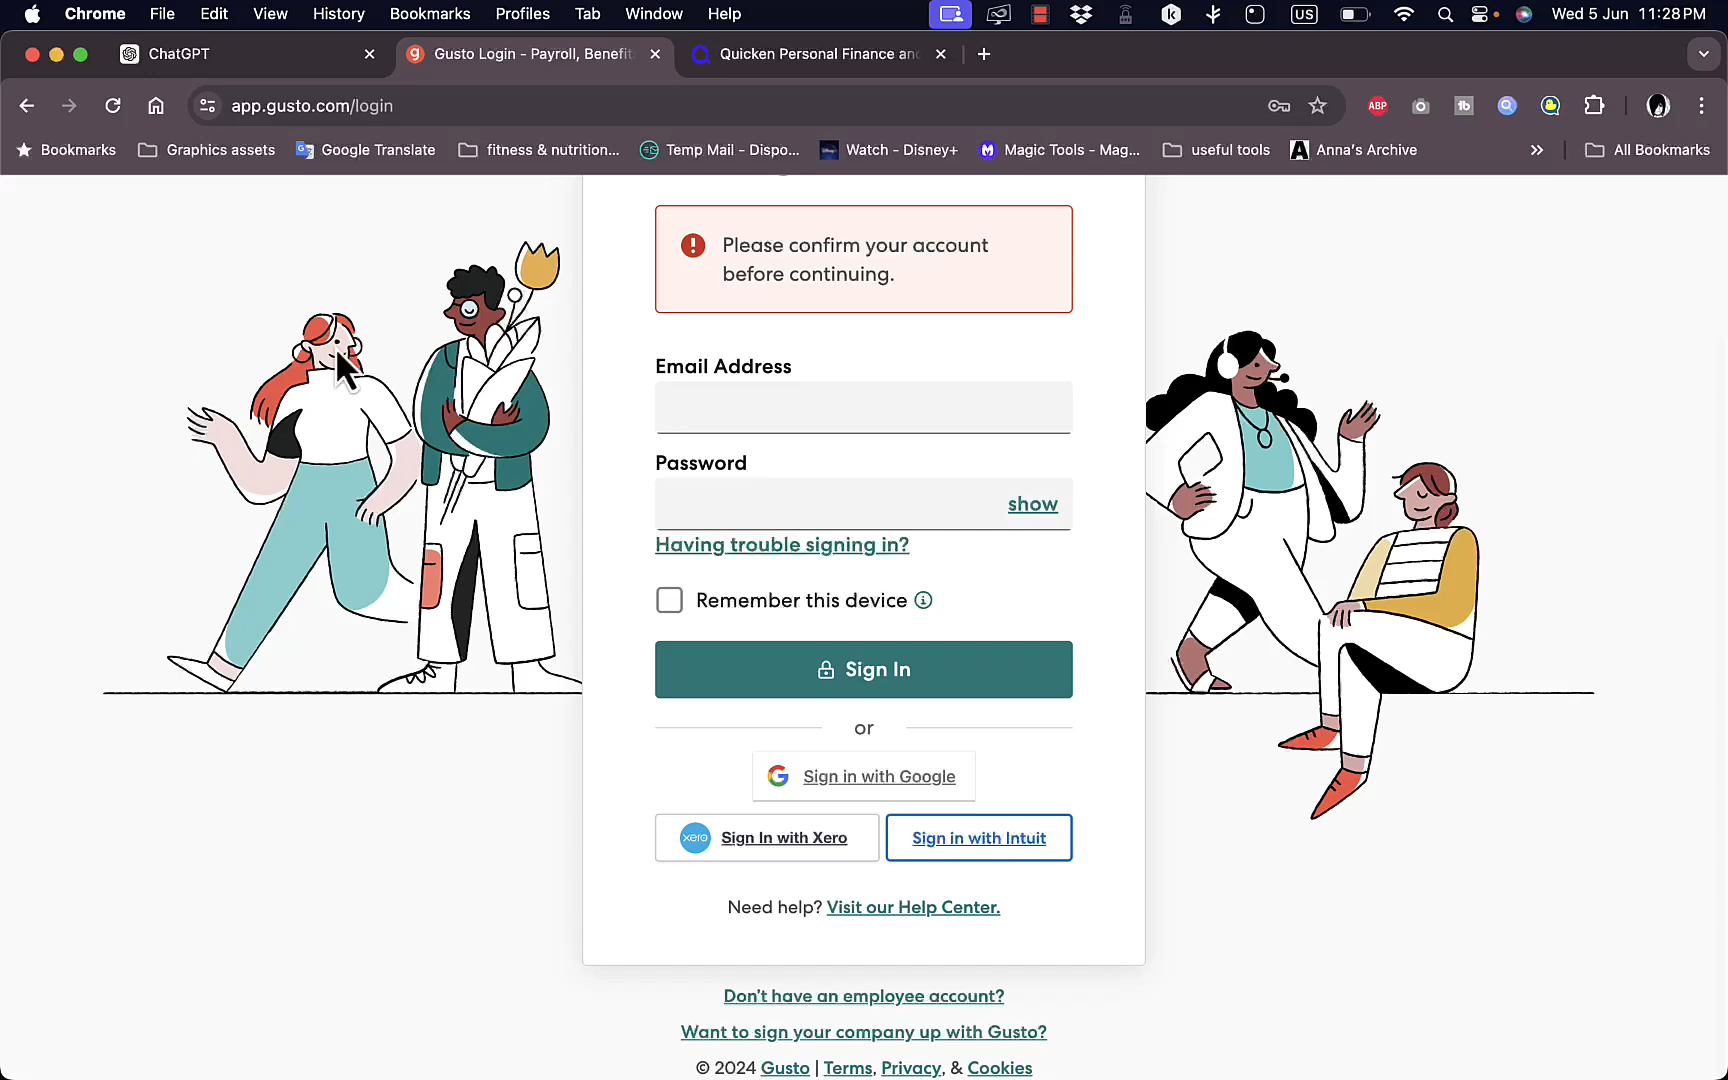 Chrome File Edit View History Bookmarks Profiles Tab Window Help US Wed 5 Jun 11:28 PM
ChatGPT Gusto Login - Payroll, Benefit Quicken Personal Finance and
app.gusto.com/login ABP tb
Bookmarks Graphics assets Google Translate fitness & nutrition... Temp Mail - Dispo... Watch - Disney+ Magic Tools - Mag... useful tools Anna's Archive All Bookmarks
Please confirm your account
before continuing.
Email Address
Password
show
Having trouble signing in?
Remember this device
Sign In
or
Sign in with Google
xero Sign In with Xero Sign in with Intuit
Need help? Visit our Help Center.
Don't have an employee account?
Want to sign your company up with Gusto?
© 2024 Gusto | Terms, Privacy, & Cookies